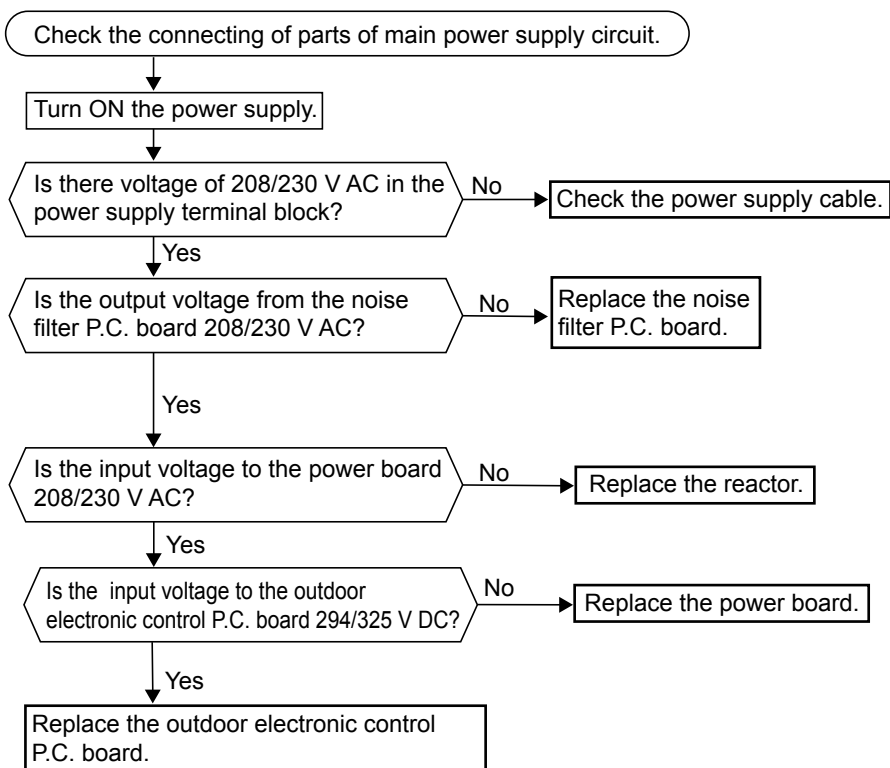 Check the connecting of parts of main power supply circuit.
Turn ON the power supply.
Is there voltage of 208/230 V AC in the
power supply terminal block?
No
Check the power supply cable.
Yes
Is the output voltage from the noise
filter P.C. board 208/230 V AC?
No
Replace the noise
filter P.C. board.
Yes
Is the input voltage to the power board
208/230 V AC?
No
Replace the reactor.
Yes
Is the input voltage to the outdoor
electronic control P.C. board 294/325 V DC?
No
Replace the power board.
Yes
Replace the outdoor electronic control
P.C. board.